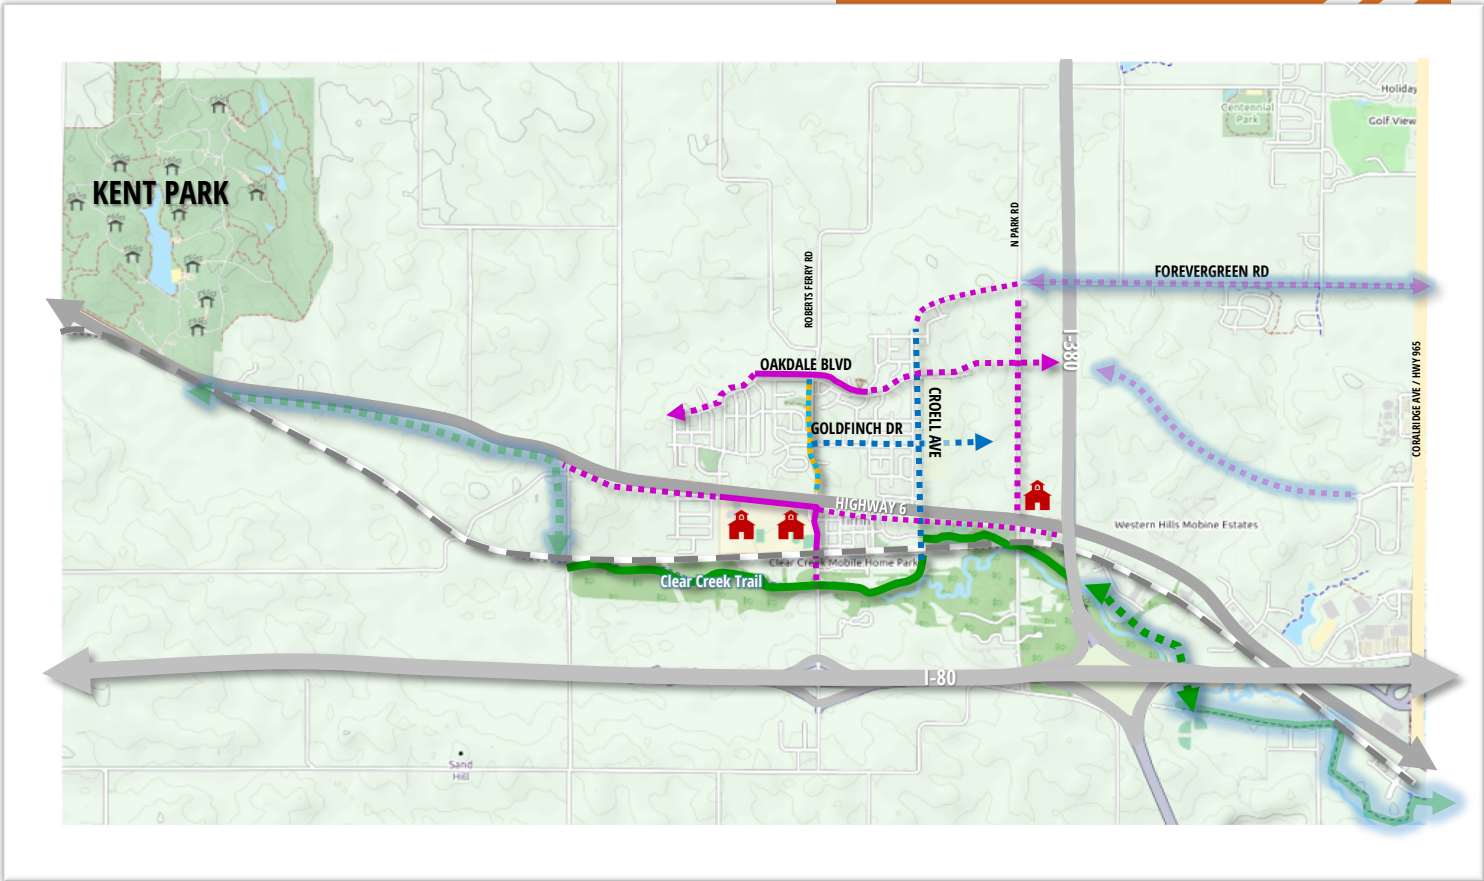 Holiday
Centennial
Park
Golf View
KENT PARK
N PARK RD
ROBERTS FERRY RD
FOREVERGREEN RD
I-380
OAKDALE BLVD
CORALRIDGE AVE / HWY 965
CROELL AVE
GOLDFINCH DR
HIGHWAY 6
Western Hills Mobine Estates
Clear Creek Mobile Home Park
Clear Creek Trail
I-80
Sand
Hill